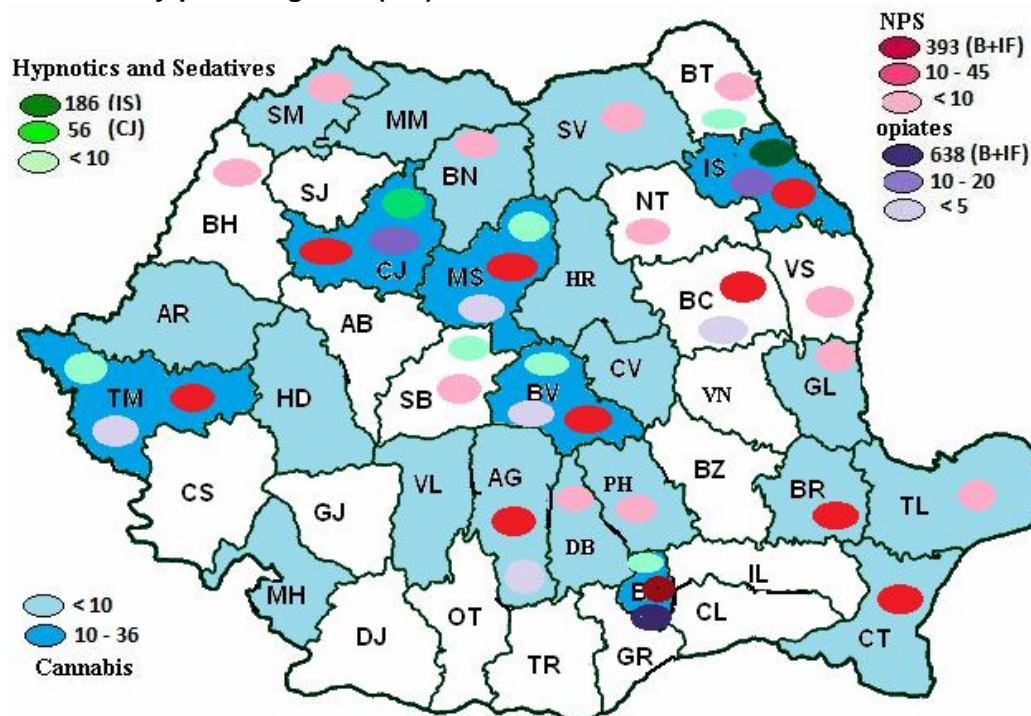 NPS
393 (B+IF)
10 - 45
< 10
opiates
638 (B+IF)
10 - 20
< 5
Hypnotics and Sedatives
186 (IS)
56 (CJ)
< 10
BT
SM
MM
SV
IS
BN
SJ
NT
BH
CJ
MS
HR
BC
VS
AR
AB
TM
HD
SB
BV
CV
VN
GL
CS
GJ
VL
AG
DB
PH
BZ
BR
TL
MH
DJ
OT
TR
B
GR
IL
CL
CT
< 10
10 - 36
Cannabis